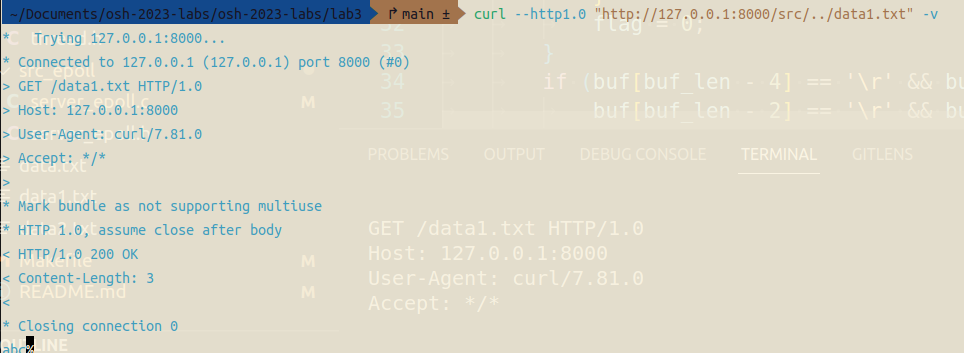 ~/Documents/osh-2023-labs/osh-2023-labs/lab3 main ± curl --http1.0 "http://127.0.0.1:8000/src/../data1.txt" -v
* Trying 127.0.0.1:8000...
* Connected to 127.0.0.1 (127.0.0.1) port 8000 (#0)
> GET /data1.txt HTTP/1.0
> Host: 127.0.0.1:8000
> User-Agent: curl/7.81.0
> Accept: */*
>
* Mark bundle as not supporting multiuse
* HTTP 1.0, assume close after body
< HTTP/1.0 200 OK
< Content-Length: 3
<
* Closing connection 0
abc%
32 flag = 0;
33 }
34 if (buf[buf_len - 4] == '\r' && bu
35 buf[buf_len - 2] == '\r' &&
src_epoll
C server_epoll.c M
data.txt
data1.txt
Makefile M
README.md M
PROBLEMS OUTPUT DEBUG CONSOLE TERMINAL GITLENS
GET /data1.txt HTTP/1.0
Host: 127.0.0.1:8000
User-Agent: curl/7.81.0
Accept: */*